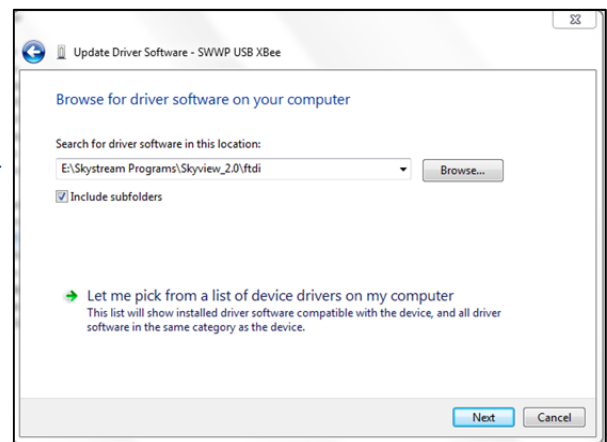 Update Driver Software - SWWP USB XBee
Browse for driver software on your computer
Search for driver software in this location:
E:\Skystream Programs\Skyview_2.0\ftdi
Browse...
Include subfolders
Let me pick from a list of device drivers on my computer
This list will show installed driver software compatible with the device, and all driver
software in the same category as the device.
Next
Cancel